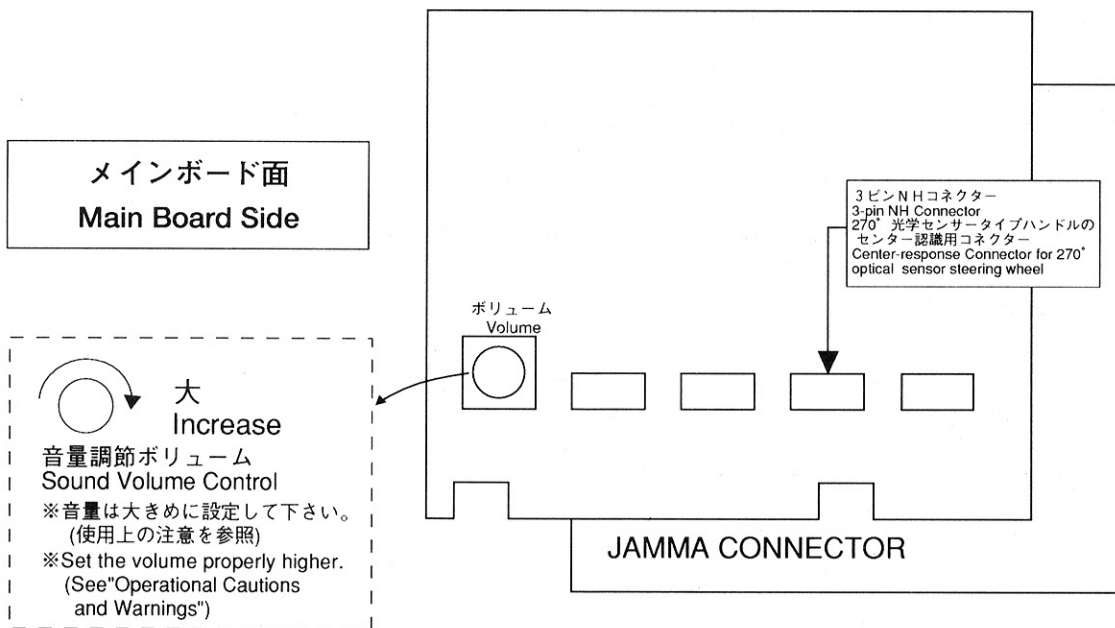 メインボード面
Main Board Side
3ピンNHコネクター
3-pin NH Connector
270° 光学センサータイプハンドルの
センター認識用コネクター
Center-response Connector for 270°
optical sensor steering wheel
ボリューム
Volume
大
Increase
音量調節ボリューム
Sound Volume Control
※音量は大きめに設定して下さい。
(使用上の注意を参照)
※Set the volume properly higher.
(See"Operational Cautions
and Warnings")
JAMMA CONNECTOR